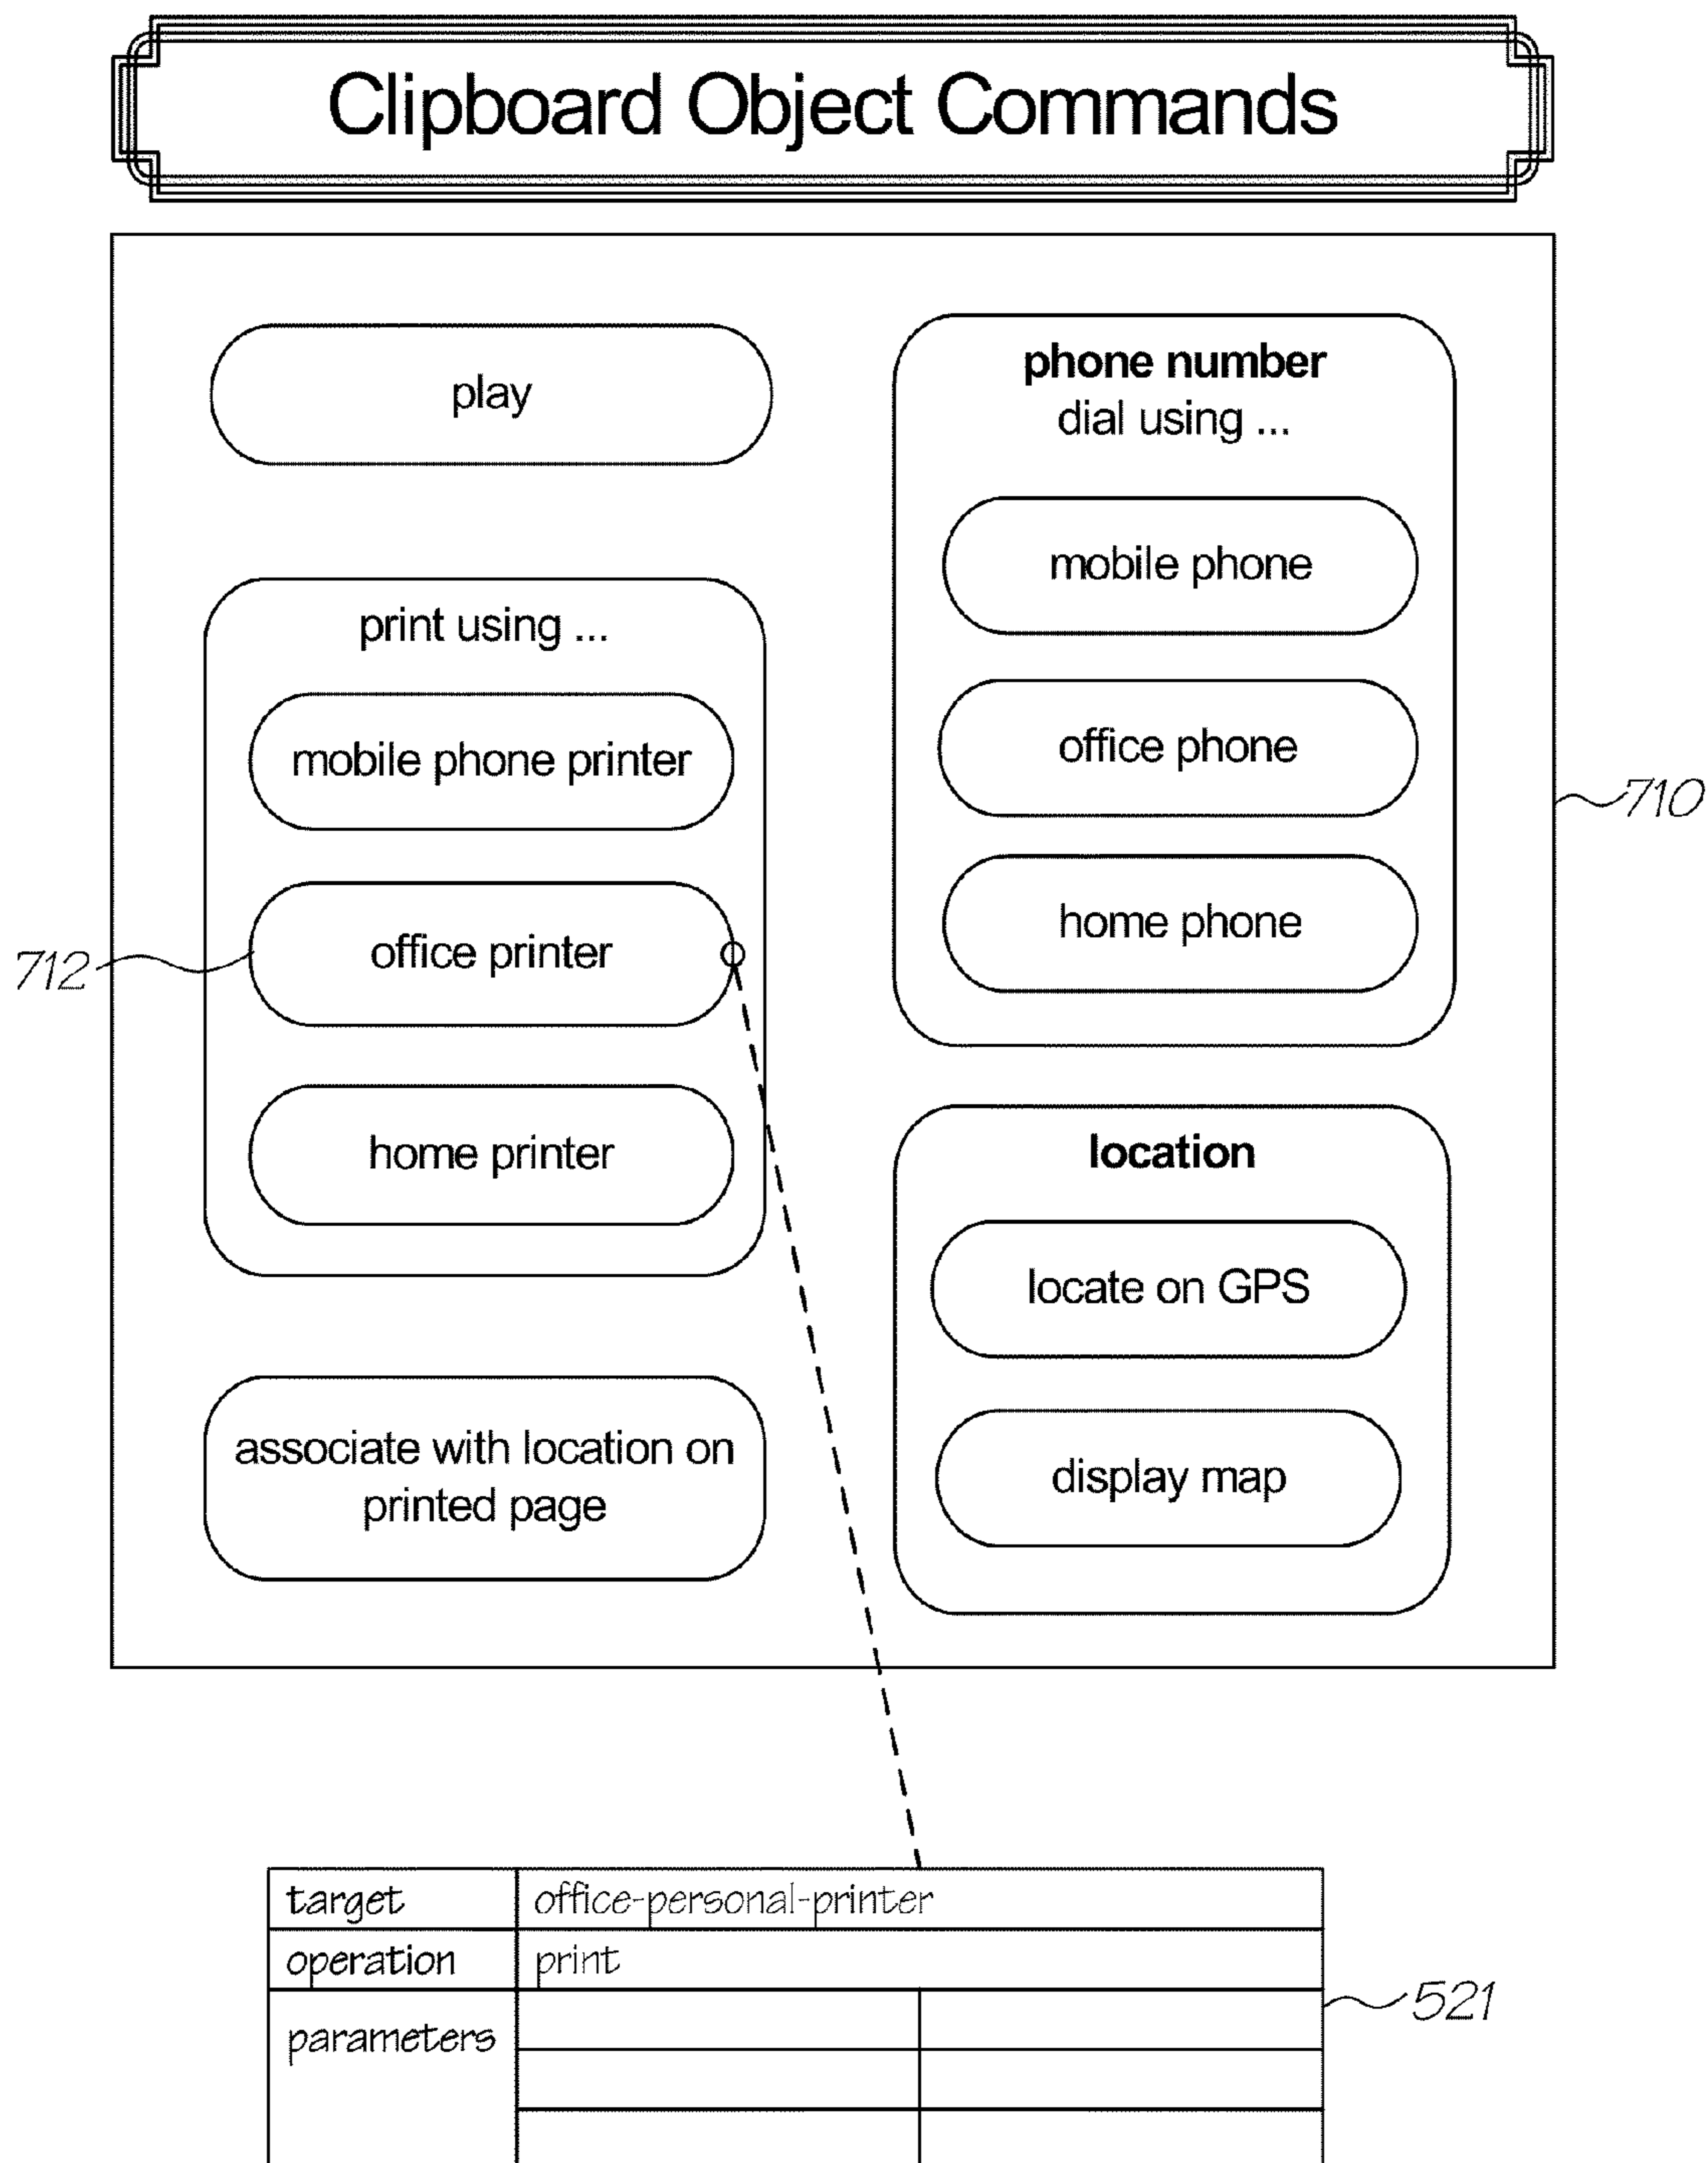 Clipboard Object Commands
play
print using ...
mobile phone printer
office printer
home printer
associate with location on
printed page
phone number
dial using ...
mobile phone
office phone
home phone
location
locate on GPS
display map
710
712
target office-personal-printer
operation print
parameters
521